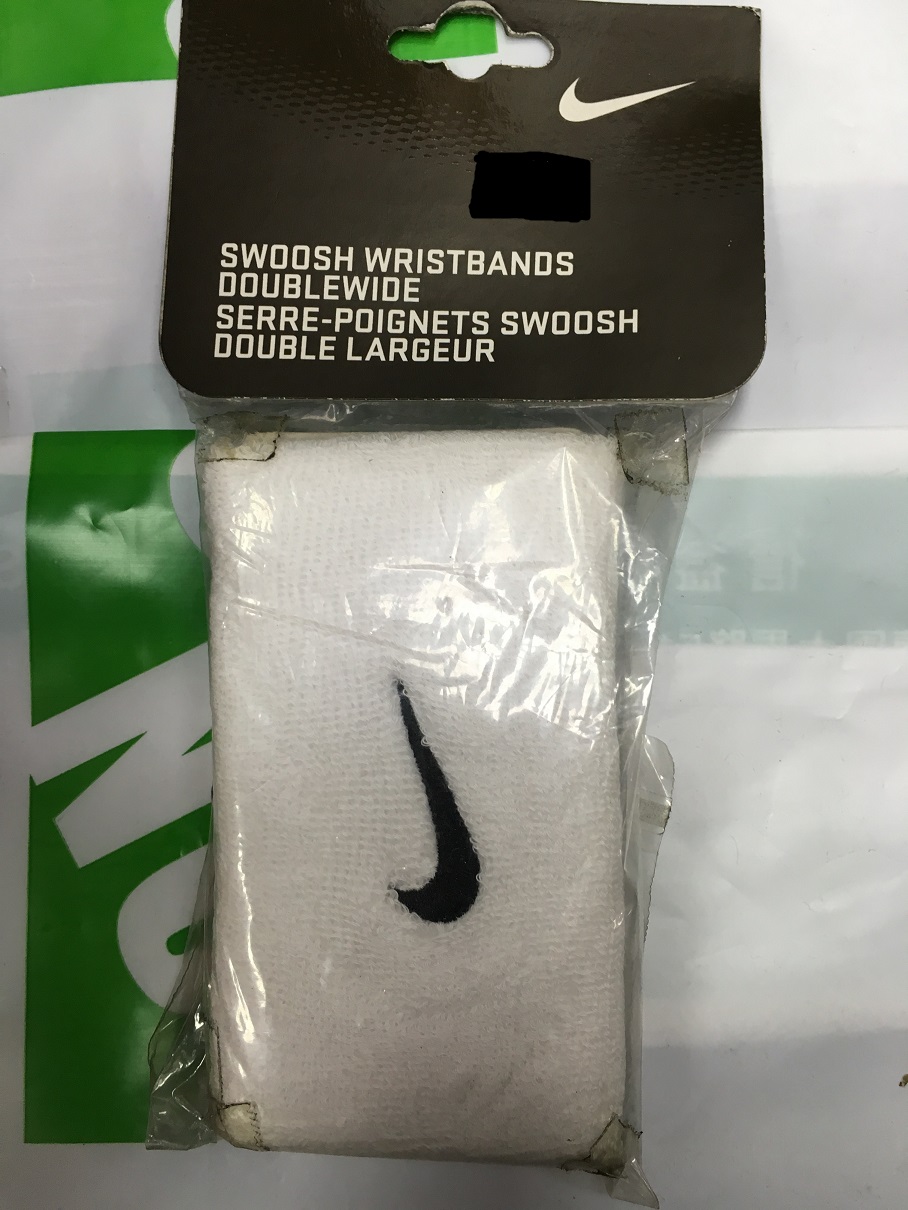 SWOOSH WRISTBANDS
DOUBLEWIDE
SERRE-POIGNETS SWOOSH
DOUBLE LARGEUR